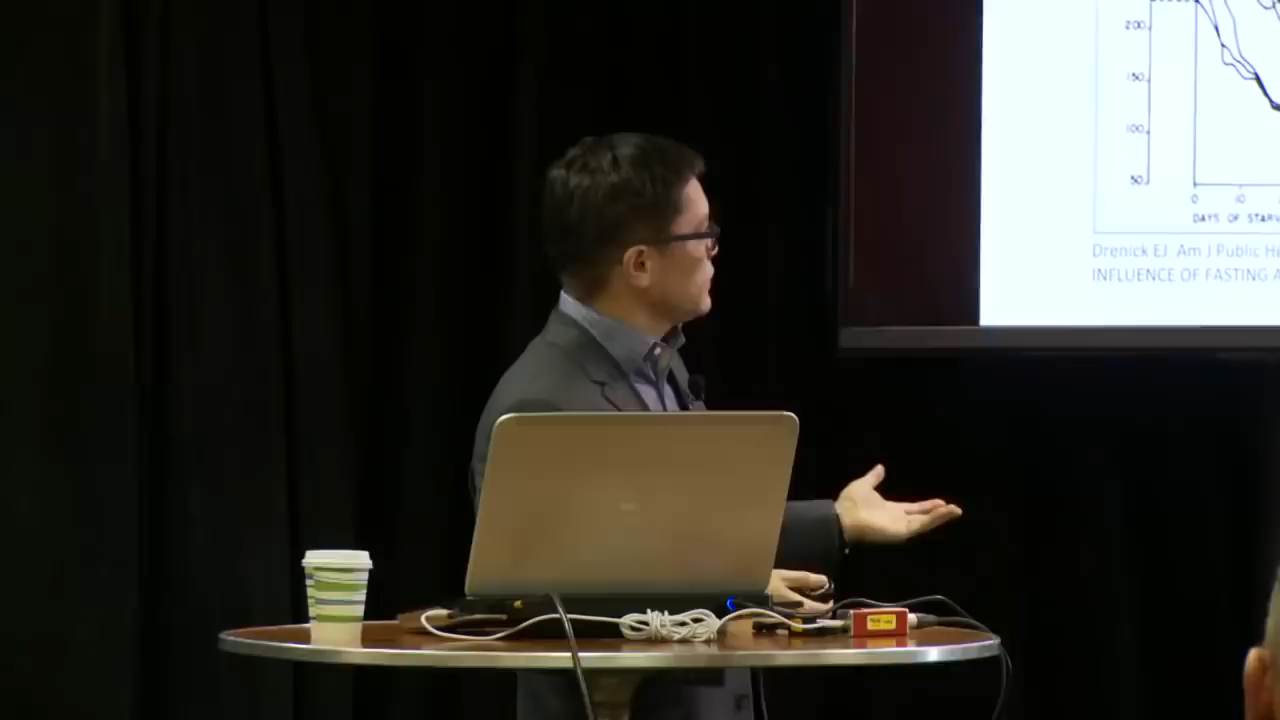 200
150
100
50
0 10
DAYS OF STARV
Drenick EJ. Am J Public He
INFLUENCE OF FASTING A